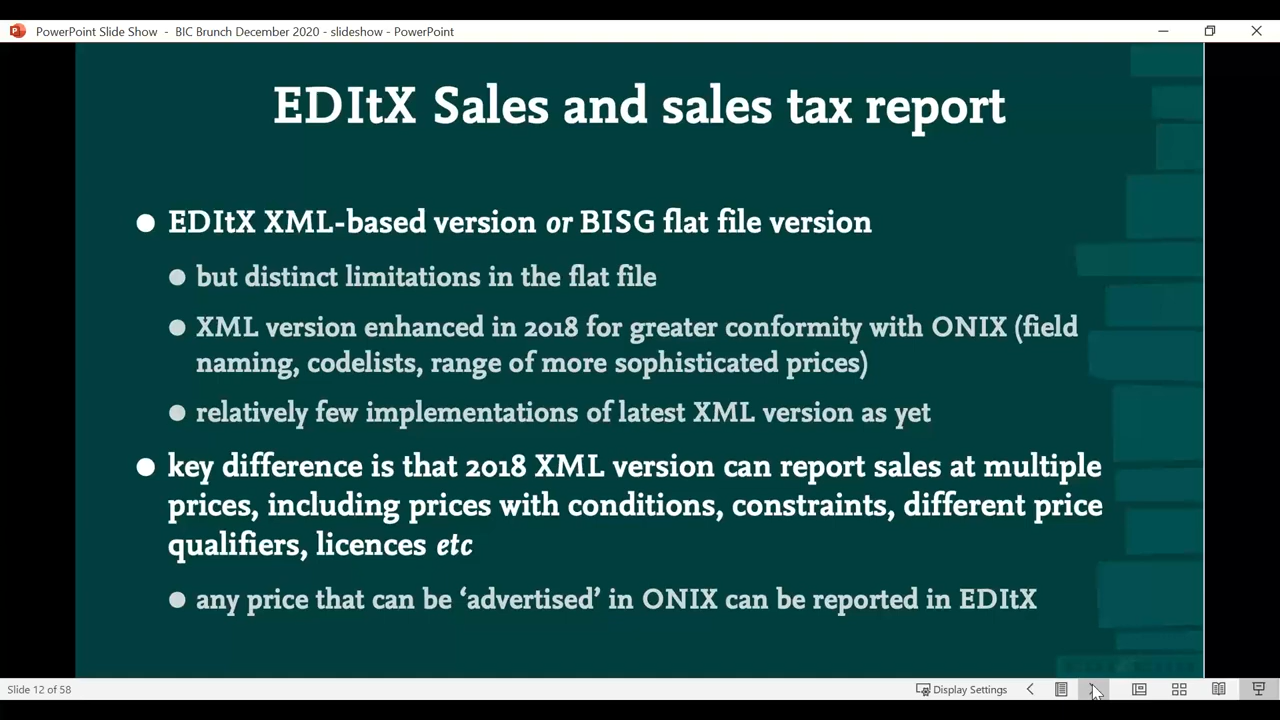 PowerPoint Slide Show - BIC Brunch December 2020 - slideshow - PowerPoint
EDItX Sales and sales tax report
EDItX XML-based version or BISG flat file version
but distinct limitations in the flat file
XML version enhanced in 2018 for greater conformity with ONIX (field
naming, codelists, range of more sophisticated prices)
relatively few implementations of latest XML version as yet
key difference is that 2018 XML version can report sales at multiple
prices, including prices with conditions, constraints, different price
qualifiers, licences etc
any price that can be ‘advertised’ in ONIX can be reported in EDItX
Slide 12 of 58
Display Settings